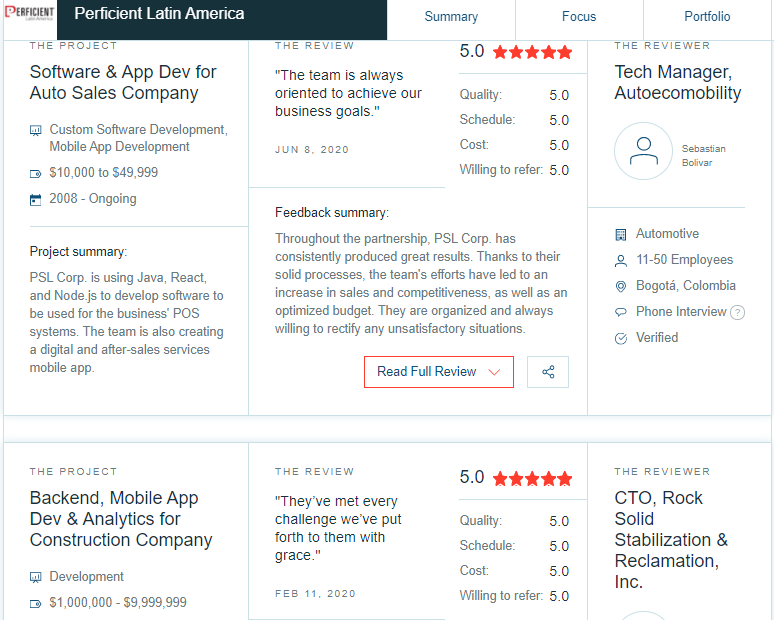 PERFICIENT
Latin America
Perficient Latin America
Summary
Focus
Portfolio
THE PROJECT
Software & App Dev for
Auto Sales Company
Custom Software Development,
Mobile App Development
$10,000 to $49,999
2008 - Ongoing
Project summary:
PSL Corp. is using Java, React,
and Node.js to develop software to
be used for the business' POS
systems. The team is also creating
a digital and after-sales services
mobile app.
THE REVIEW
"The team is always
oriented to achieve our
business goals."
JUN 8, 2020
5.0
Quality: 5.0
Schedule: 5.0
Cost: 5.0
Willing to refer: 5.0
Feedback summary:
Throughout the partnership, PSL Corp. has
consistently produced great results. Thanks to their
solid processes, the team's efforts have led to an
increase in sales and competitiveness, as well as an
optimized budget. They are organized and always
willing to rectify any unsatisfactory situations.
Read Full Review
THE REVIEWER
Tech Manager,
Autoecomobility
Sebastian
Bolivar
Automotive
11-50 Employees
Bogotá, Colombia
Phone Interview ?
Verified
THE PROJECT
Backend, Mobile App
Dev & Analytics for
Construction Company
Development
$1,000,000 - $9,999,999
THE REVIEW
"They've met every
challenge we've put
forth to them with
grace."
FEB 11, 2020
5.0
Quality: 5.0
Schedule: 5.0
Cost: 5.0
Willing to refer: 5.0
THE REVIEWER
CTO, Rock
Solid
Stabilization &
Reclamation,
Inc.